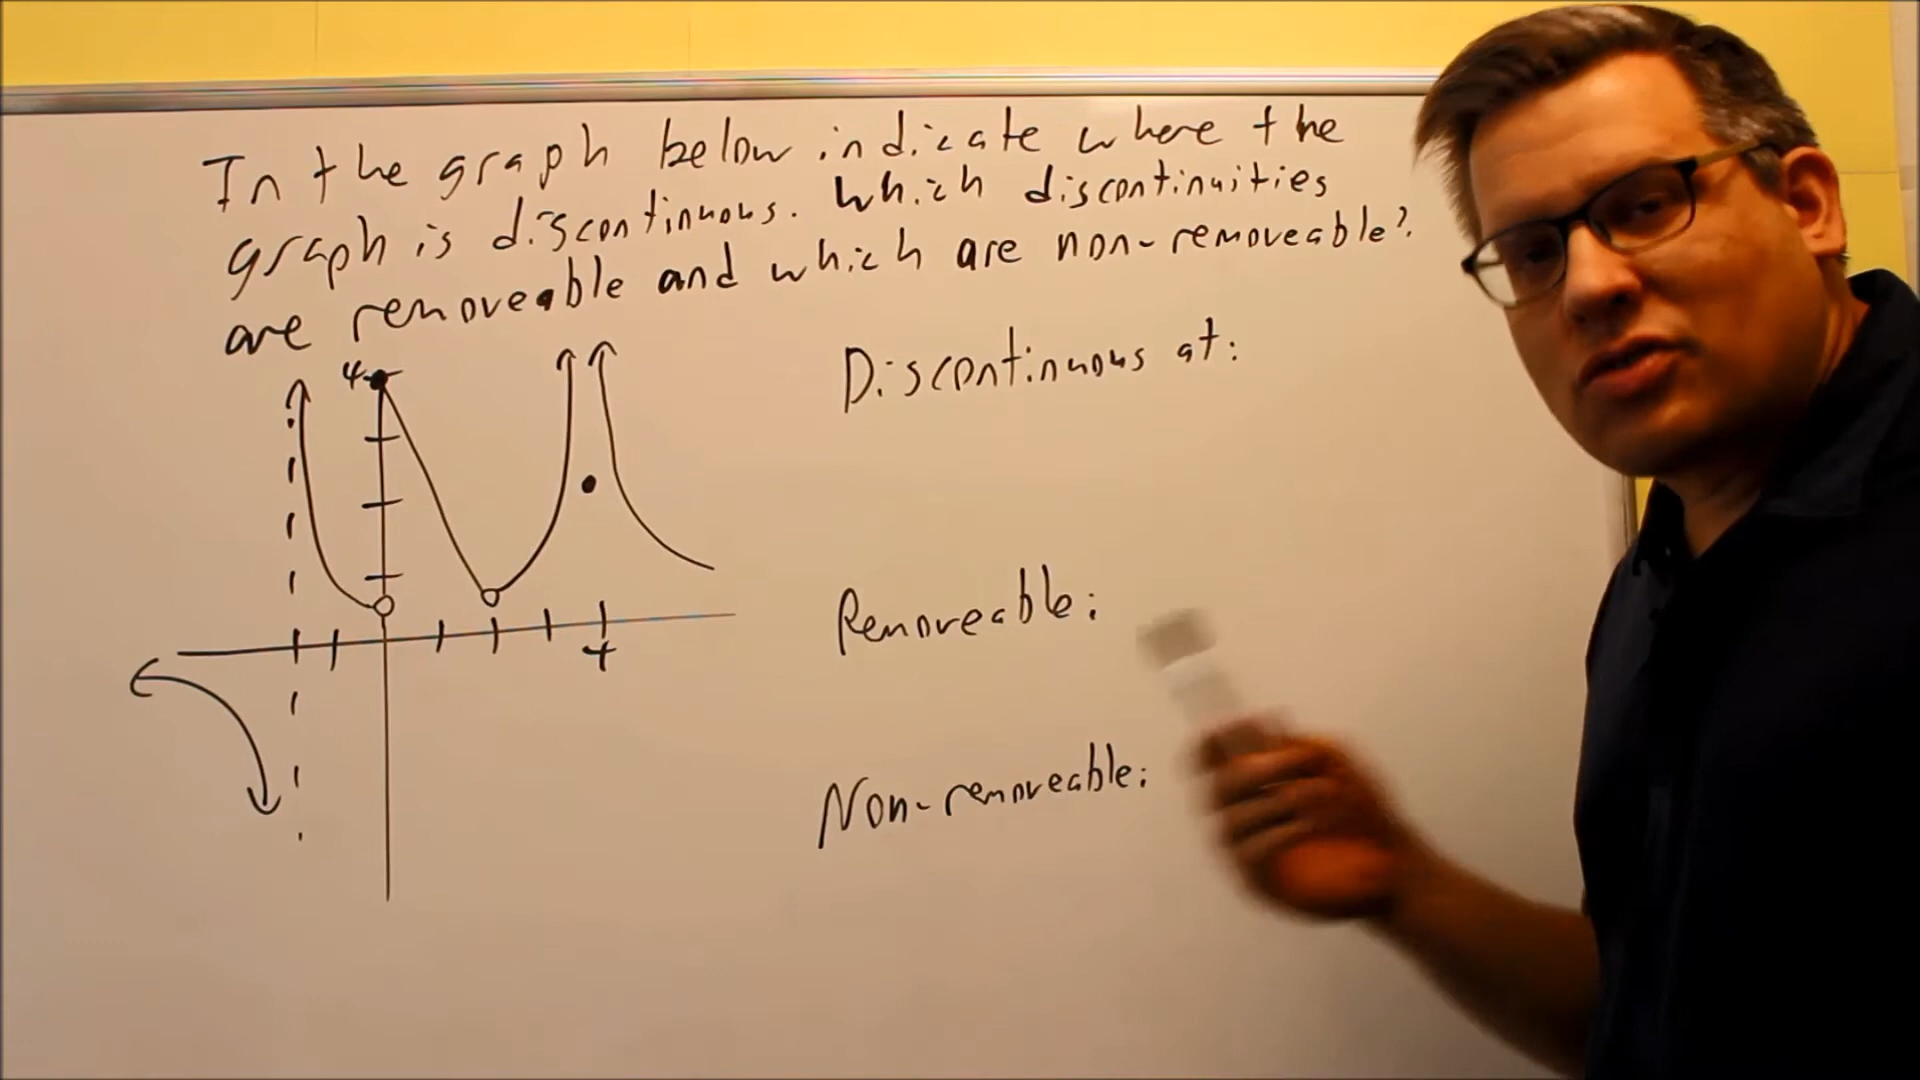 In the graph below indicate where the
graph is discontinuous. Which discontinuities
are removeable and which are non-removeable?
4
Discontinuous at:
4
Removeable:
Non-removeable: